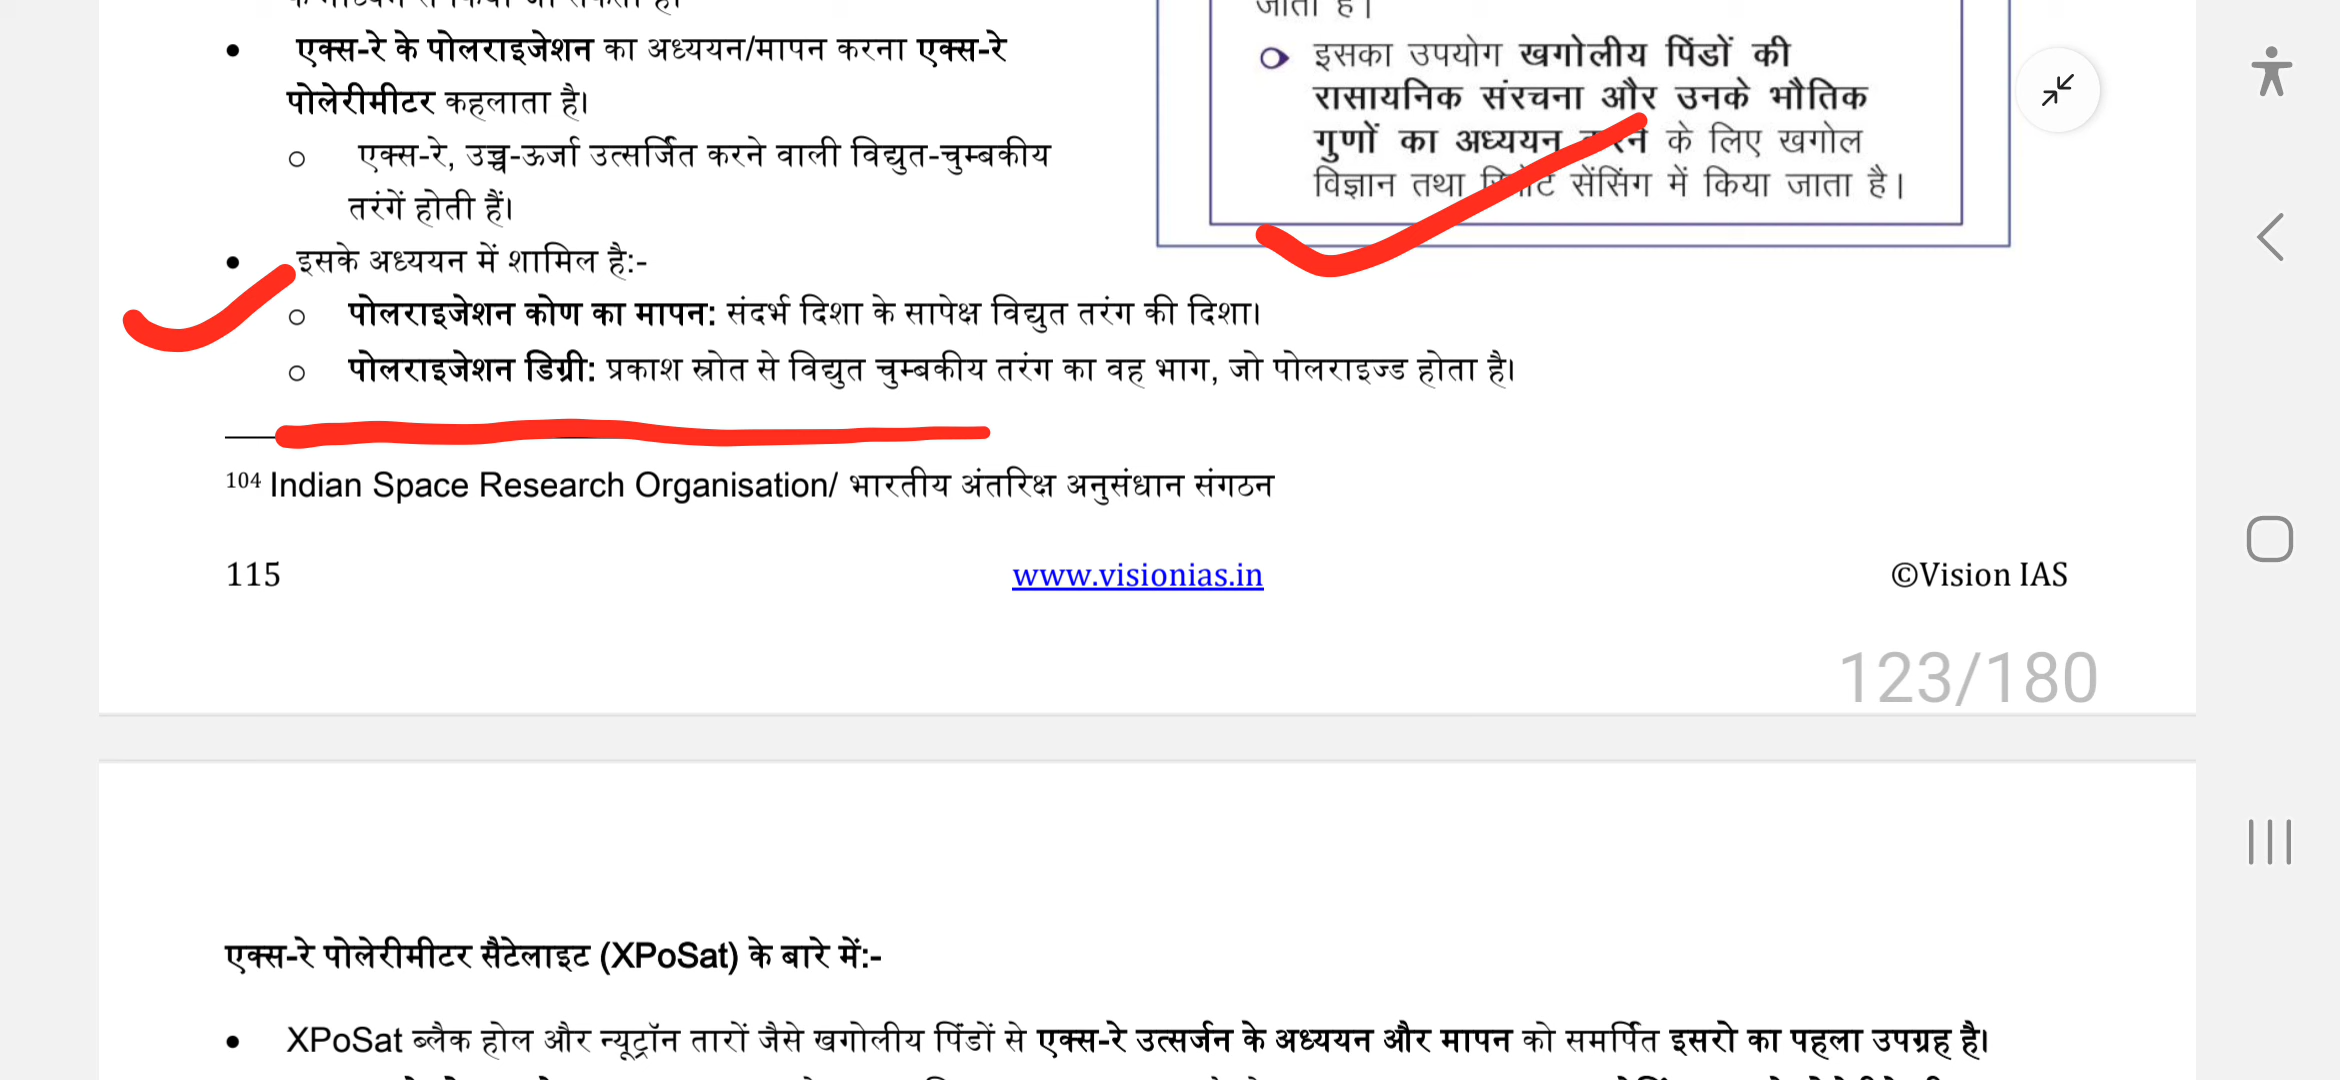 एक्स-रे के पोलराइजेशन का अध्ययन/मापन करना एक्स-रे
पोलेरीमीटर कहलाता है।
एक्स-रे, उच्च-ऊर्जा उत्सर्जित करने वाली विद्युत-चुम्बकीय
तरंगें होती हैं।
इसके अध्ययन में शामिल है:-
पोलराइजेशन कोण का मापन: संदर्भ दिशा के सापेक्ष विद्युत तरंग की दिशा।
पोलराइजेशन डिग्री: प्रकाश स्रोत से विद्युत चुम्बकीय तरंग का वह भाग, जो पोलराइज्ड होता है।
जाता है।
इसका उपयोग खगोलीय पिंडों की
रासायनिक संरचना और उनके भौतिक
गुणों का अध्ययन करने के लिए खगोल
विज्ञान तथा रिमोट सेंसिंग में किया जाता है।
104 Indian Space Research Organisation/ भारतीय अंतरिक्ष अनुसंधान संगठन
115 www.visionias.in ©Vision IAS
123/180
एक्स-रे पोलेरीमीटर सैटेलाइट (XPoSat) के बारे में:-
XPoSat ब्लैक होल और न्यूट्रॉन तारों जैसे खगोलीय पिंडों से एक्स-रे उत्सर्जन के अध्ययन और मापन को समर्पित इसरो का पहला उपग्रह है।